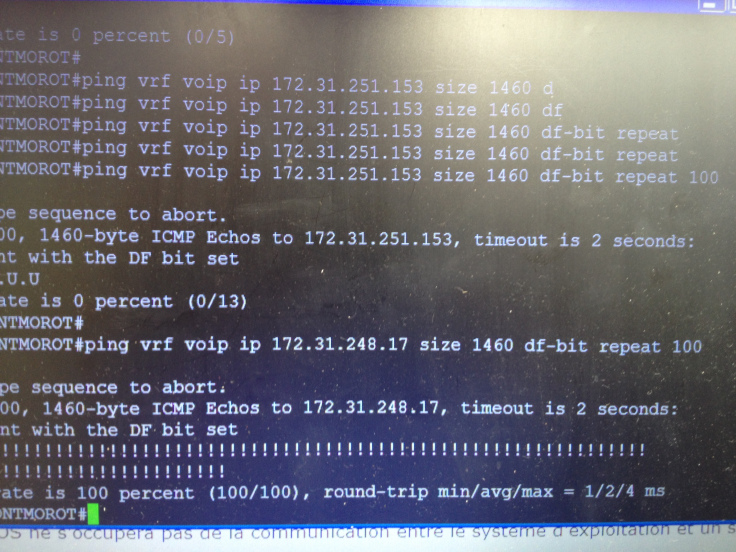 ate is 0 percent (0/5)
NTMOROT#
NTMOROT#ping vrf voip ip 172.31.251.153 size 1460 d
NTMOROT#ping vrf voip ip 172.31.251.153 size 1460 df
NTMOROT#ping vrf voip ip 172.31.251.153 size 1460 df-bit repeat
NTMOROT#ping vrf voip ip 172.31.251.153 size 1460 df-bit repeat
NTMOROT#ping vrf voip ip 172.31.251.153 size 1460 df-bit repeat 100
pe sequence to abort.
00, 1460-byte ICMP Echos to 172.31.251.153, timeout is 2 seconds:
nt with the DF bit set
.U.U
ate is 0 percent (0/13)
NTMOROT#
NTMOROT#ping vrf voip ip 172.31.248.17 size 1460 df-bit repeat 100
pe sequence to abort.
00, 1460-byte ICMP Echos to 172.31.248.17, timeout is 2 seconds:
nt with the DF bit set
!!!!!!!!!!!!!!!!!!!!!!!!!!!!!!!!!!!!!!!!!!!!!!!!!!!!!!!!!!!!
!!!!!!!!!!!!!!!!!!!!!
rate is 100 percent (100/100), round-trip min/avg/max = 1/2/4 ms
ONTMOROT#
OS ne s'occupera pas de la communication entre le système d'exploitation et un s